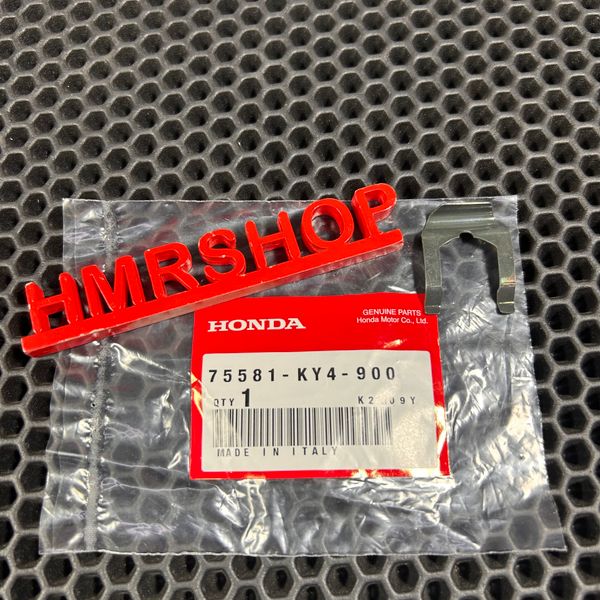 HMRSHOP
GENUINE PARTS
HONDA Honda Motor Co., Ltd.
75581-KY4-900
QTY 1
MADE IN ITALY